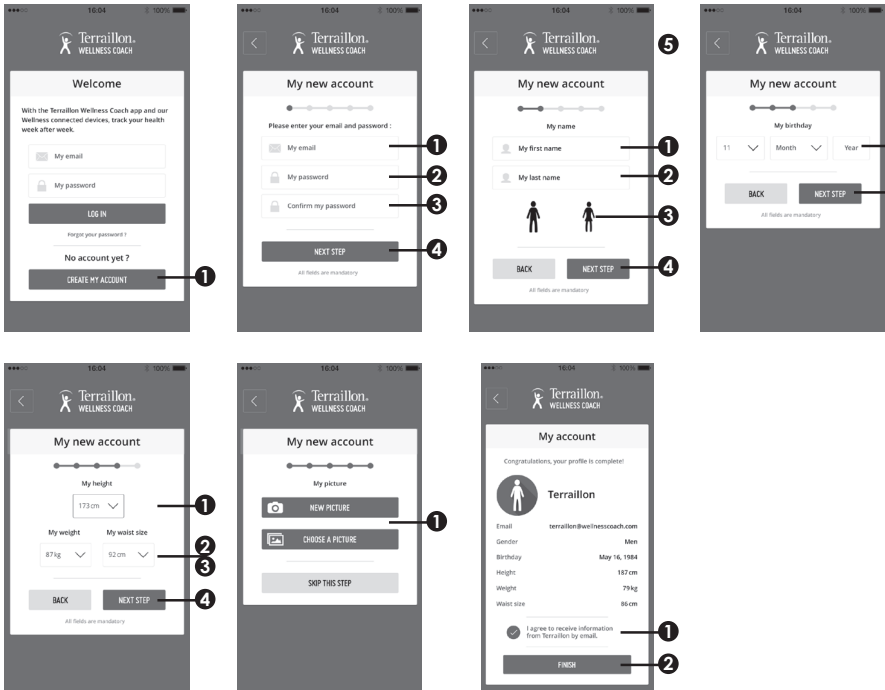 16:04 100%
Terraillon®
WELLNESS COACH
Welcome
With the Terraillon Wellness Coach app and our
Wellness connected devices, track your health
week after week.
My email
My password
LOG IN
Forgot your password ?
No account yet ?
CREATE MY ACCOUNT
1
16:04 100%
Terraillon®
WELLNESS COACH
My new account
Please enter your email and password :
My email
1
My password
2
Confirm my password
3
NEXT STEP
4
All fields are mandatory
16:04 100%
Terraillon®
WELLNESS COACH
My new account
My name
My first name
1
My last name
2
3
BACK NEXT STEP
4
All fields are mandatory
5
16:04 100%
Terraillon®
WELLNESS COACH
My new account
My birthday
11 Month Year
BACK NEXT STEP
All fields are mandatory
16:04 100%
Terraillon®
WELLNESS COACH
My new account
My height
173 cm
1
My weight My waist size
87 kg 92 cm
2
3
BACK NEXT STEP
4
All fields are mandatory
16:04 100%
Terraillon®
WELLNESS COACH
My new account
My picture
NEW PICTURE
1
CHOOSE A PICTURE
SKIP THIS STEP
16:04 100%
Terraillon®
WELLNESS COACH
My account
Congratulations, your profile is complete!
Terraillon
Email terraillon@wellnesscoach.com
Gender Men
Birthday May 16, 1984
Height 187 cm
Weight 79 kg
Waist size 86 cm
I agree to receive information
from Terraillon by email.
1
FINISH
2